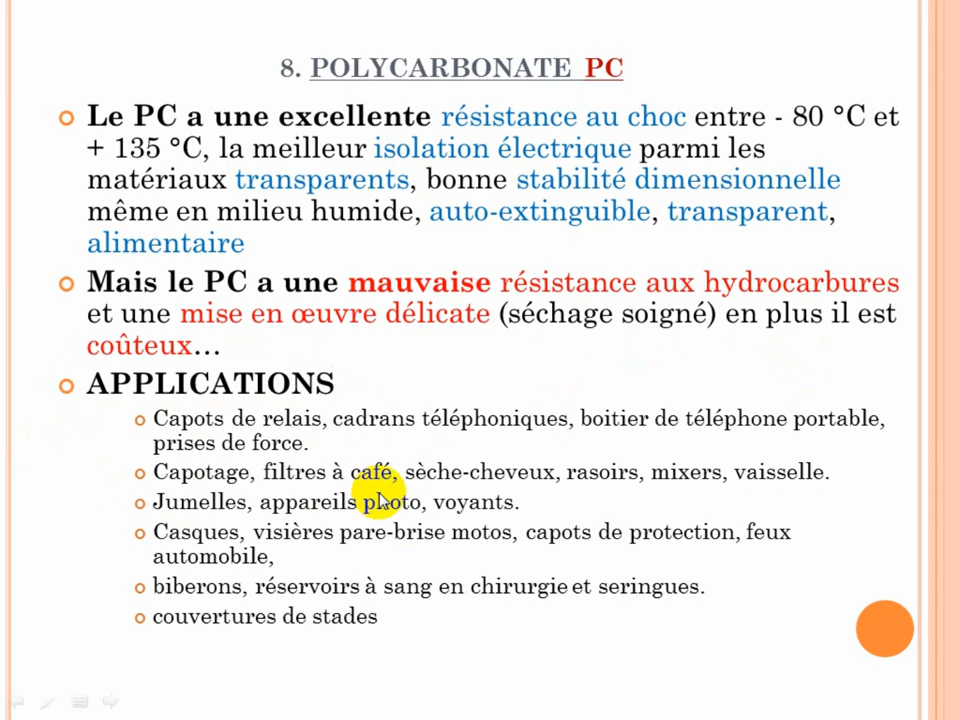 8. POLYCARBONATE PC
Le PC a une excellente résistance au choc entre - 80 °C et
+ 135 °C, la meilleur isolation électrique parmi les
matériaux transparents, bonne stabilité dimensionnelle
même en milieu humide, auto-extinguible, transparent,
alimentaire
Mais le PC a une mauvaise résistance aux hydrocarbures
et une mise en œuvre délicate (séchage soigné) en plus il est
coûteux…
APPLICATIONS
Capots de relais, cadrans téléphoniques, boitier de téléphone portable,
prises de force.
Capotage, filtres à café, sèche-cheveux, rasoirs, mixers, vaisselle.
Jumelles, appareils photo, voyants.
Casques, visières pare-brise motos, capots de protection, feux
automobile,
biberons, réservoirs à sang en chirurgie et seringues.
couvertures de stades